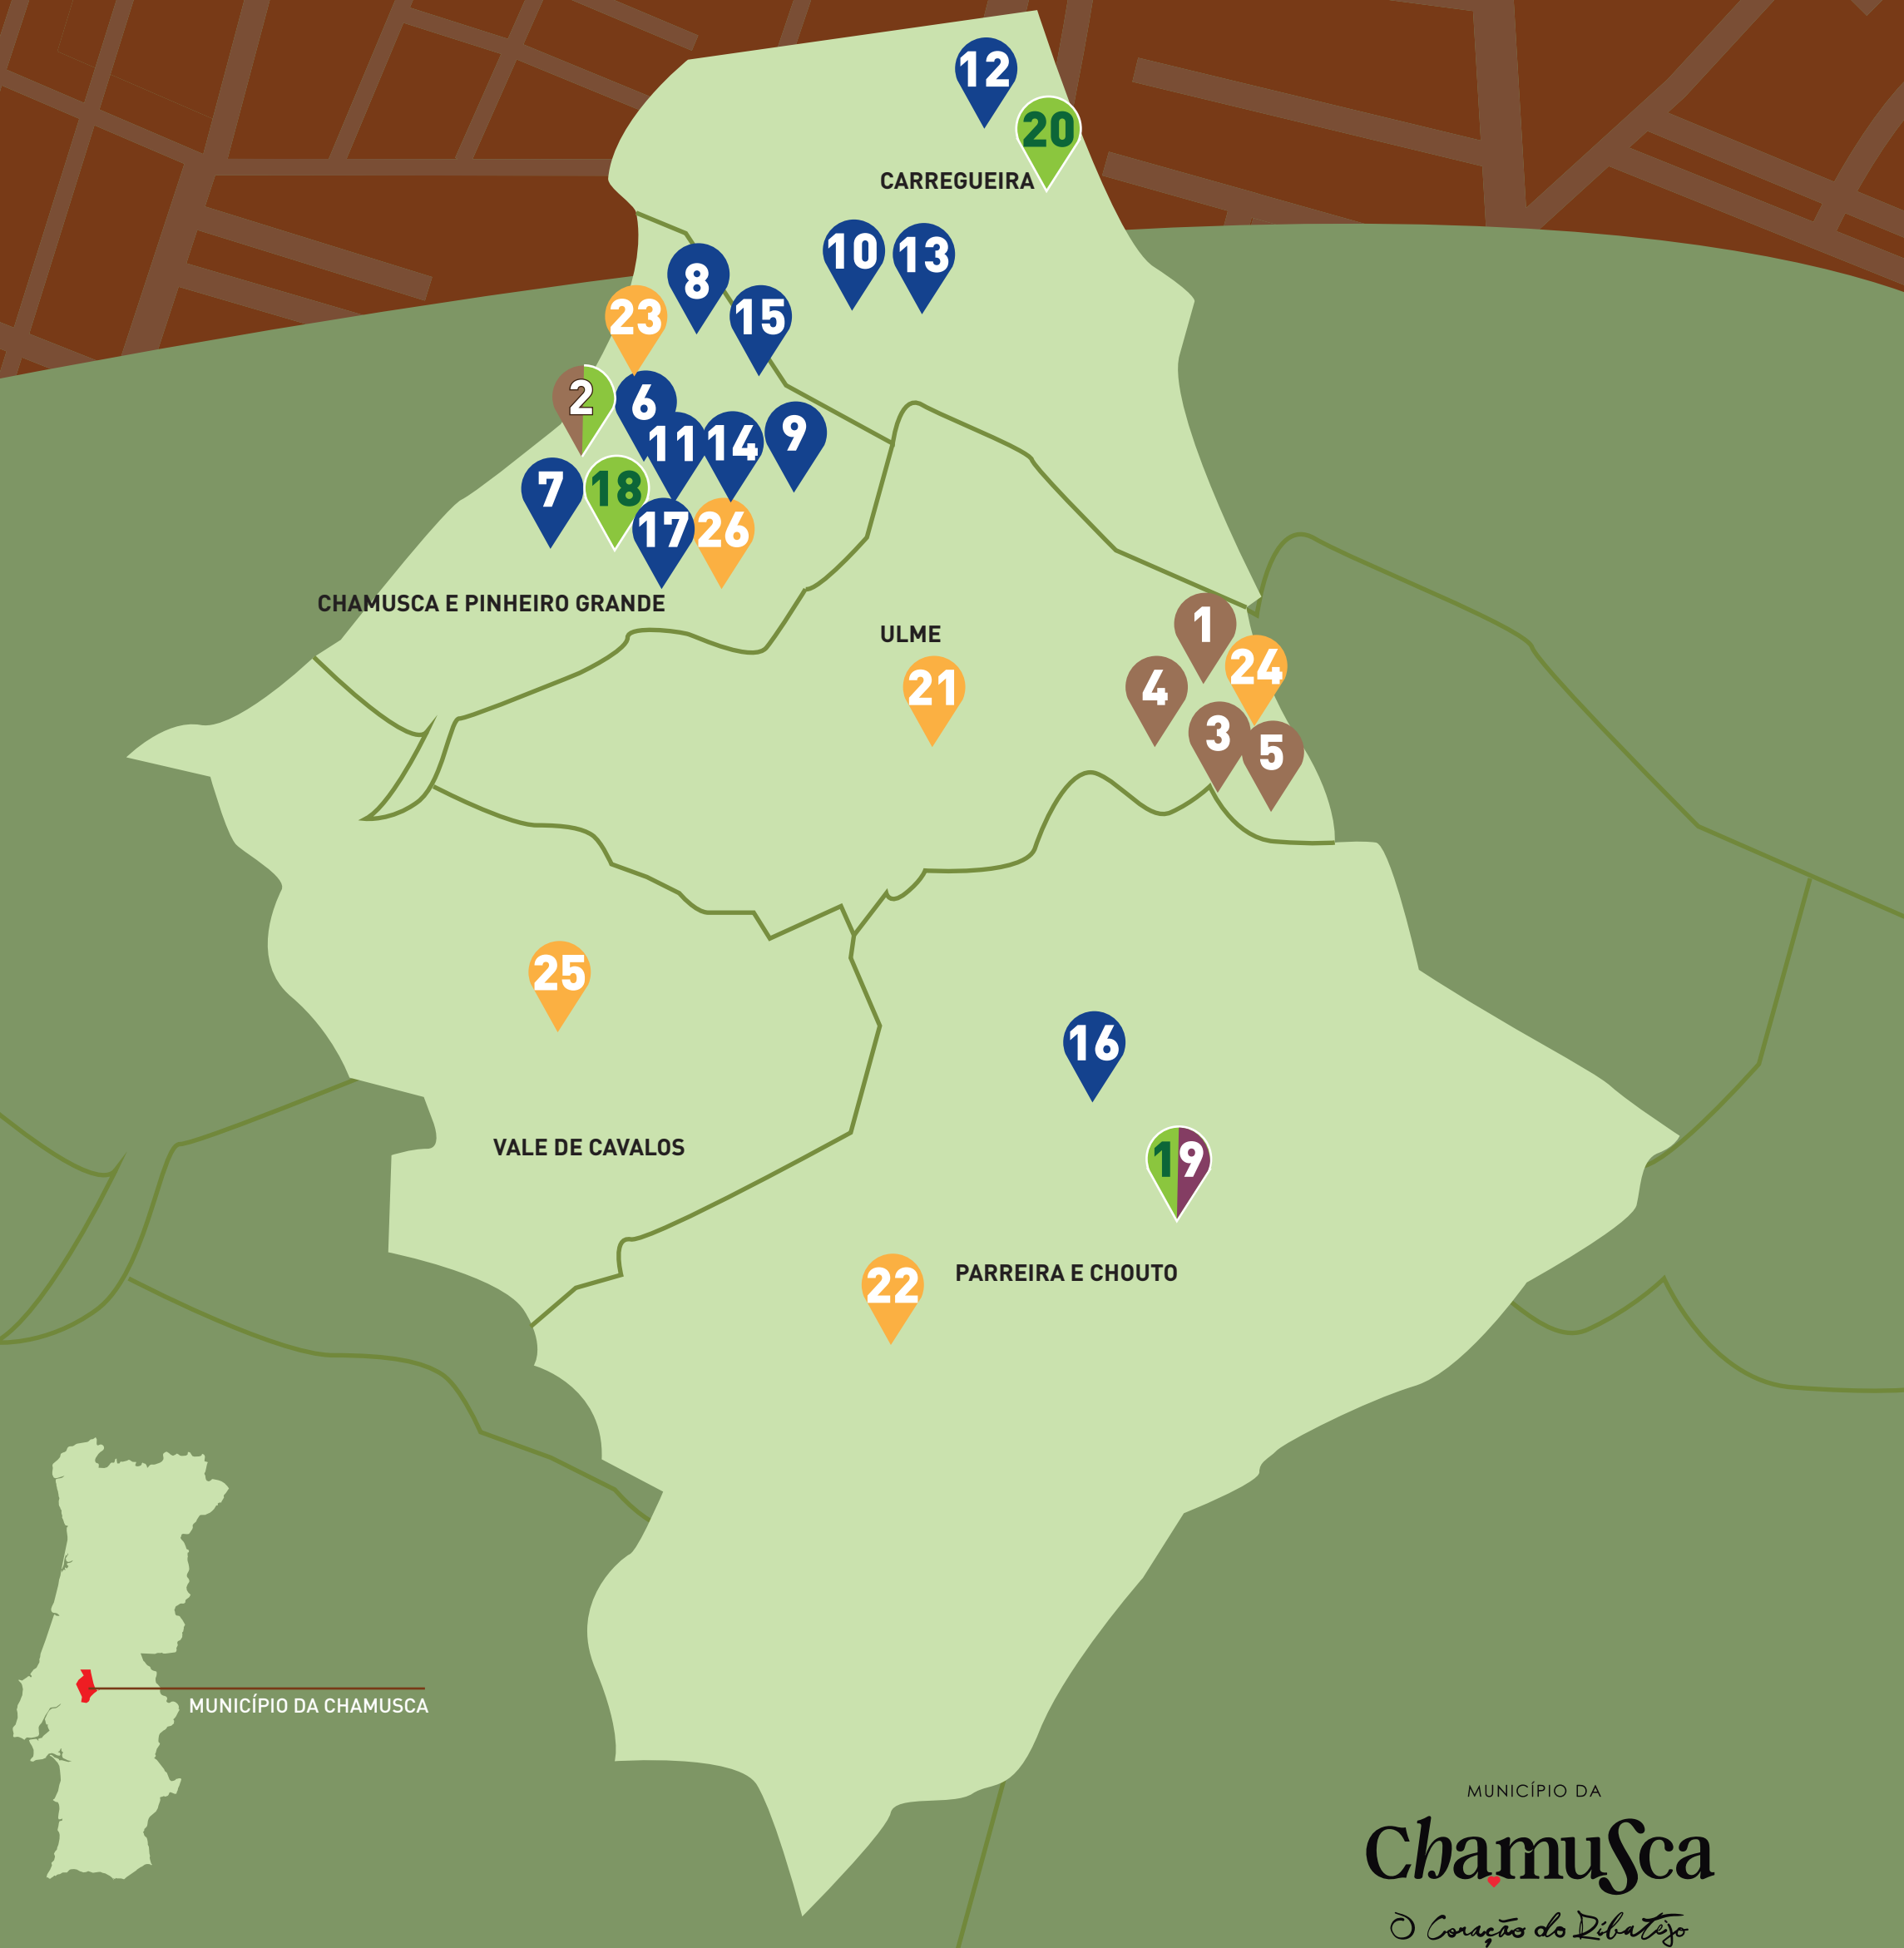 12
20
CARREGUEIRA
10
13
8
23
15
2
6
11
14
9
7
18
17
26
CHAMUSCA E PINHEIRO GRANDE
ULME
1
24
4
21
3
5
25
16
VALE DE CAVALOS
19
22
PARREIRA E CHOUTO
MUNICÍPIO DA CHAMUSCA
MUNICÍPIO DA
Chamusca
O Coração do Ribatejo